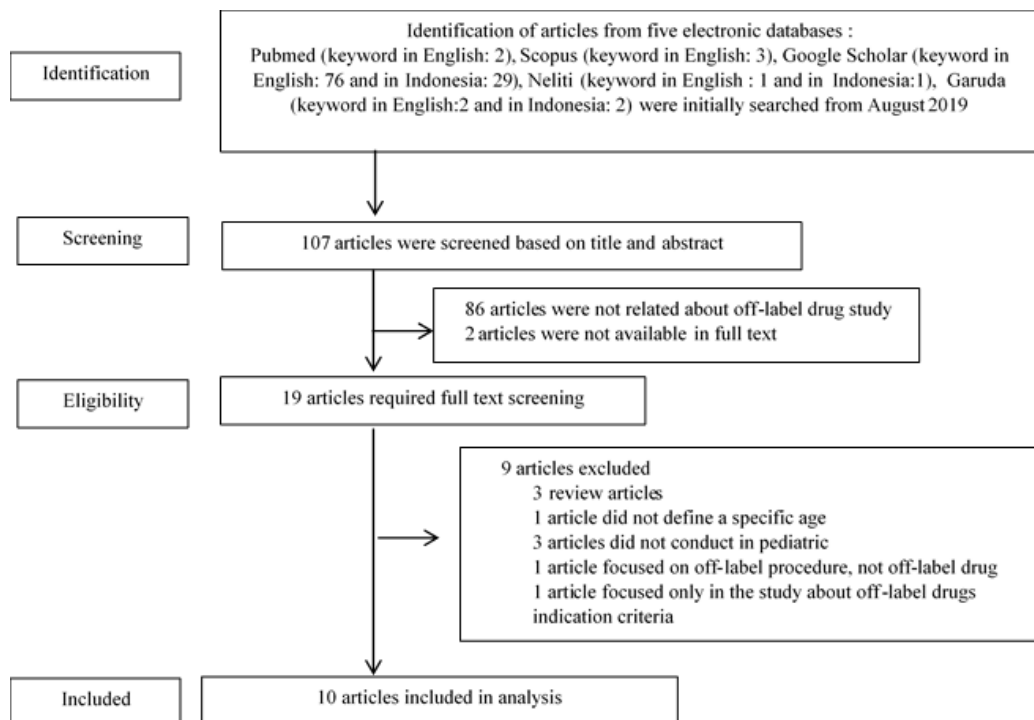 Identification
Identification of articles from five electronic databases :
Pubmed (keyword in English: 2), Scopus (keyword in English: 3), Google Scholar (keyword in
English: 76 and in Indonesia: 29), Neliti (keyword in English : 1 and in Indonesia:1), Garuda
(keyword in English:2 and in Indonesia: 2) were initially searched from August 2019
Screening
107 articles were screened based on title and abstract
86 articles were not related about off-label drug study
2 articles were not available in full text
Eligibility
19 articles required full text screening
9 articles excluded
3 review articles
1 article did not define a specific age
3 articles did not conduct in pediatric
1 article focused on off-label procedure, not off-label drug
1 article focused only in the study about off-label drugs
indication criteria
Included
10 articles included in analysis